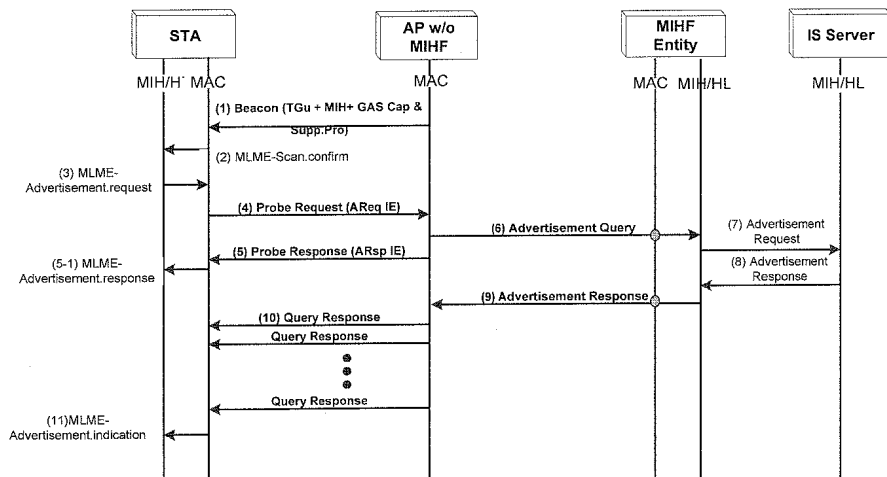 STA
AP w/o
MIHF
MIHF
Entity
IS Server
MIH/H
MAC
MAC
MAC
MIH/HL
MIH/HL
(1) Beacon (TGu + MIH+ GAS Cap &
Supp.Pro)
(2) MLME-Scan.confirm
(3) MLME-
Advertisement.request
(4) Probe Request (AReq IE)
(6) Advertisement Query
(7) Advertisement
Request
(5) Probe Response (ARsp IE)
(5-1) MLME-
Advertisement.response
(8) Advertisement
Response
(9) Advertisement Response
(10) Query Response
Query Response
Query Response
(11)MLME-
Advertisement.indication